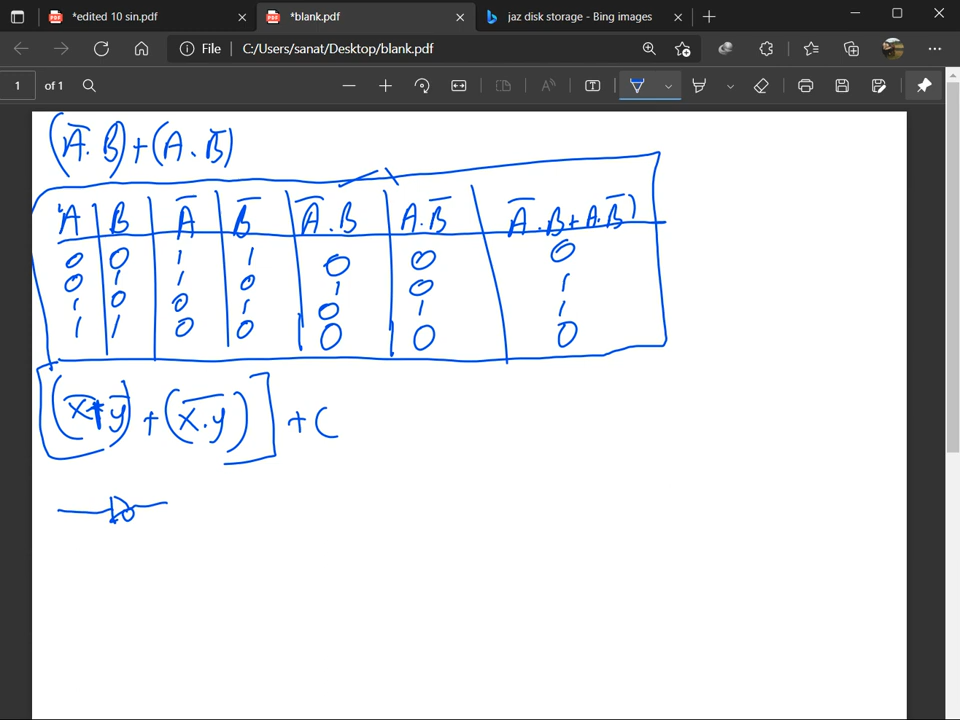 *edited 10 sin.pdf
*blank.pdf
jaz disk storage - Bing images
File C:/Users/sanat/Desktop/blank.pdf
1 of 1
(A̅.B)+(A.B̅)
A B A̅ B̅ A̅.B A.B̅ A̅.B+A.B̅)
0 0 1 1 0 0 0
0 1 1 0 1 0 1
1 0 0 1 0 1 1
1 1 0 0 0 0 0
[(x̅+y̅)+(x̅.̅y̅)]+C